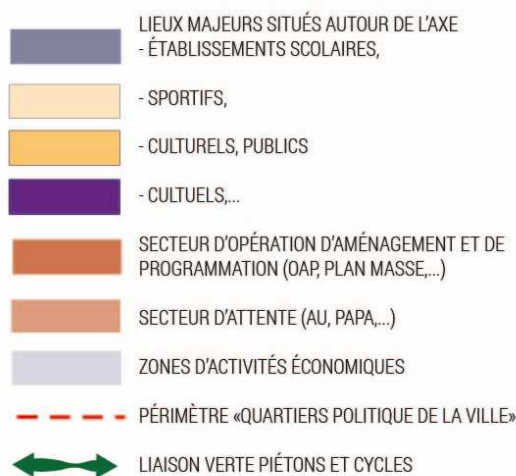 LIEUX MAJEURS SITUÉS AUTOUR DE L'AXE
- ÉTABLISSEMENTS SCOLAIRES,
- SPORTIFS,
- CULTURELS, PUBLICS
- CULTUELS,...
SECTEUR D'OPÉRATION D'AMÉNAGEMENT ET DE
PROGRAMMATION (OAP, PLAN MASSE,...)
SECTEUR D'ATTENTE (AU, PAPA,...)
ZONES D'ACTIVITÉS ÉCONOMIQUES
PÉRIMÈTRE «QUARTIERS POLITIQUE DE LA VILLE»
LIAISON VERTE PIÉTONS ET CYCLES